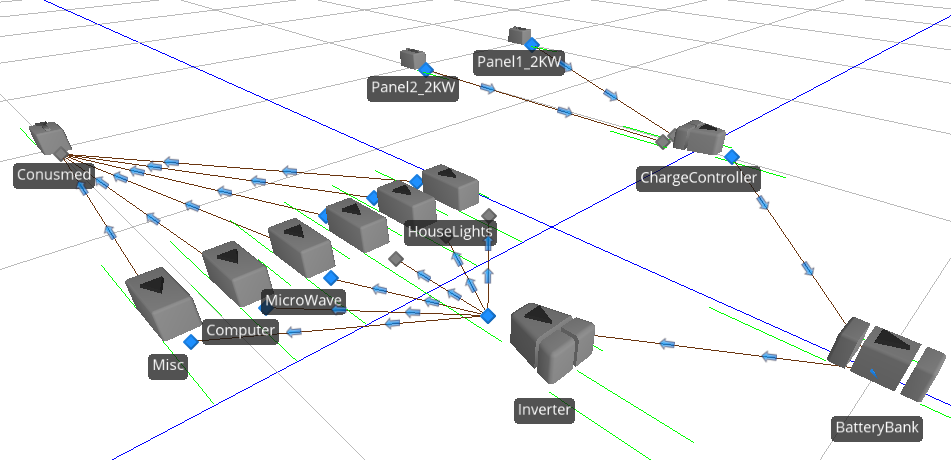 Panel1_2KW
Panel2_2KW
Conusmed
ChargeController
HouseLights
MicroWave
Computer
Misc
Inverter
BatteryBank